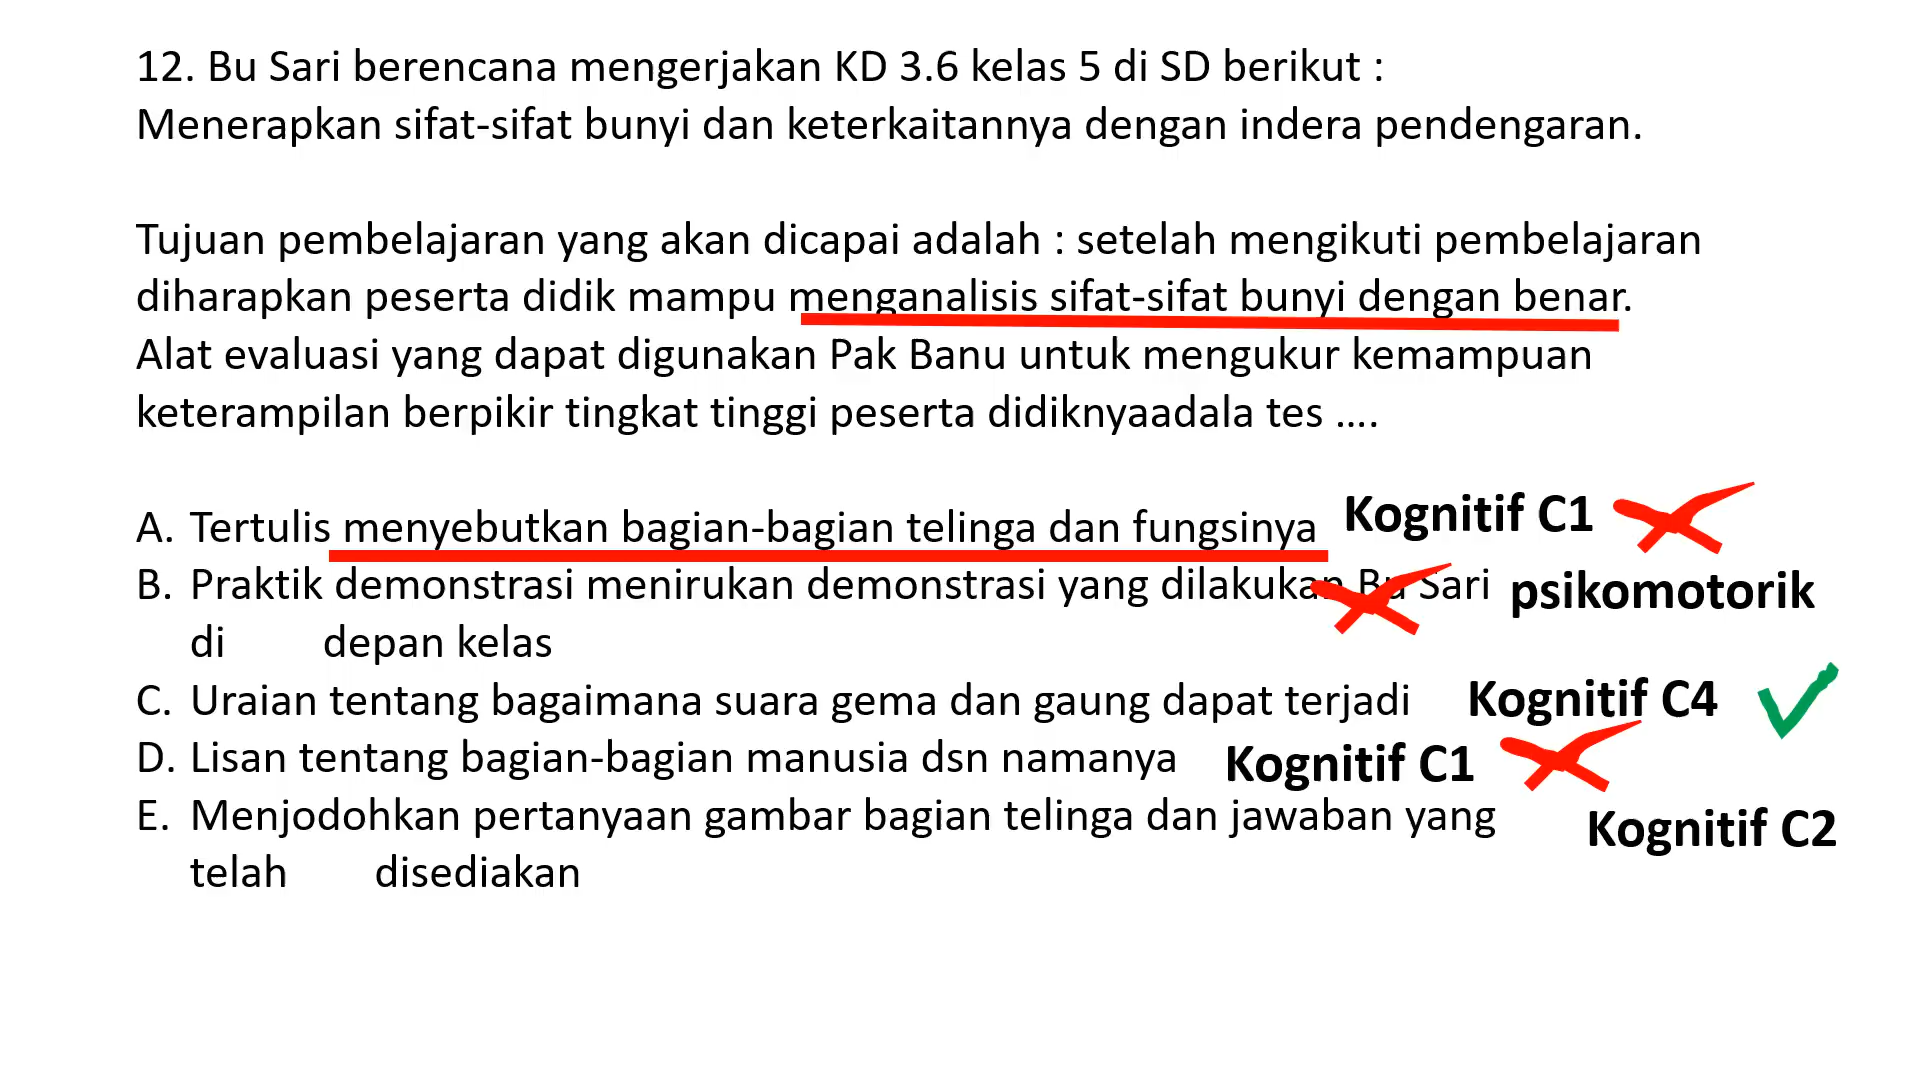 12. Bu Sari berencana mengerjakan KD 3.6 kelas 5 di SD berikut :
Menerapkan sifat-sifat bunyi dan keterkaitannya dengan indera pendengaran.
Tujuan pembelajaran yang akan dicapai adalah : setelah mengikuti pembelajaran
diharapkan peserta didik mampu menganalisis sifat-sifat bunyi dengan benar.
Alat evaluasi yang dapat digunakan Pak Banu untuk mengukur kemampuan
keterampilan berpikir tingkat tinggi peserta didiknyaadala tes ....
A. Tertulis menyebutkan bagian-bagian telinga dan fungsinya Kognitif C1
B. Praktik demonstrasi menirukan demonstrasi yang dilakukan Bu Sari psikomotorik
di depan kelas
C. Uraian tentang bagaimana suara gema dan gaung dapat terjadi Kognitif C4
D. Lisan tentang bagian-bagian manusia dsn namanya Kognitif C1
E. Menjodohkan pertanyaan gambar bagian telinga dan jawaban yang Kognitif C2
telah disediakan